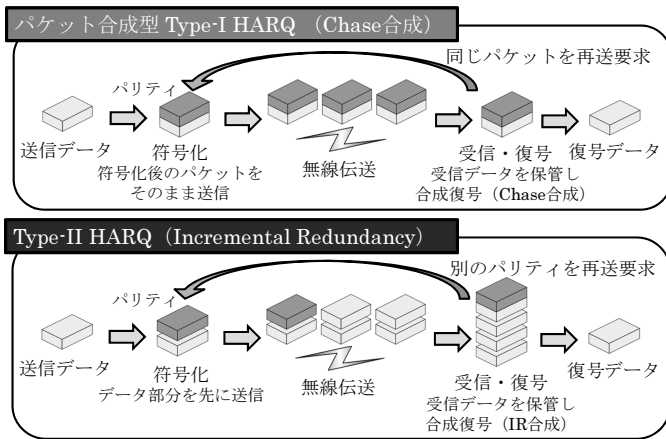 パケット合成型 Type-I HARQ （Chase合成）
同じパケットを再送要求
パリティ
送信データ
符号化
符号化後のパケットを
そのまま送信
無線伝送
受信・復号
受信データを保管し
合成復号（Chase合成）
復号データ
Type-II HARQ（Incremental Redundancy）
別のパリティを再送要求
パリティ
送信データ
符号化
データ部分を先に送信
無線伝送
受信・復号
受信データを保管し
合成復号（IR合成）
復号データ